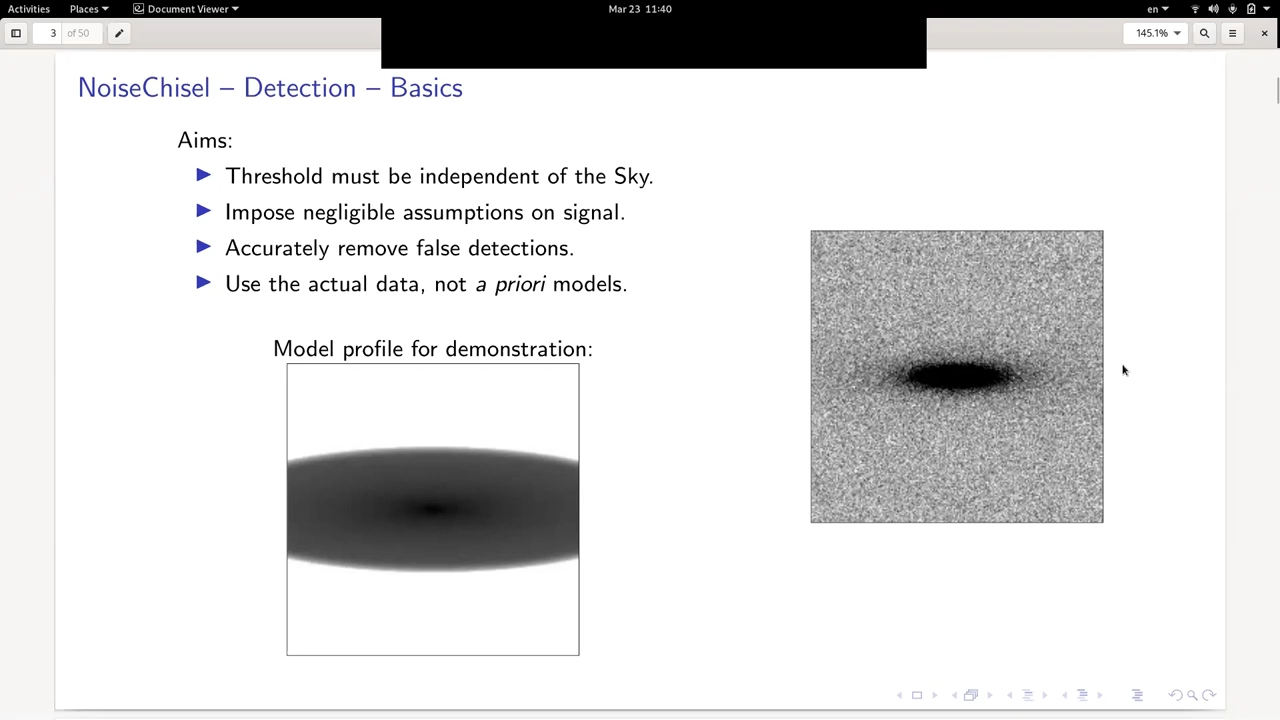 Activities Places Document Viewer Mar 23 11:40 en
3 of 50 145.1%
NoiseChisel – Detection – Basics
Aims:
Threshold must be independent of the Sky.
Impose negligible assumptions on signal.
Accurately remove false detections.
Use the actual data, not a priori models.
Model profile for demonstration: